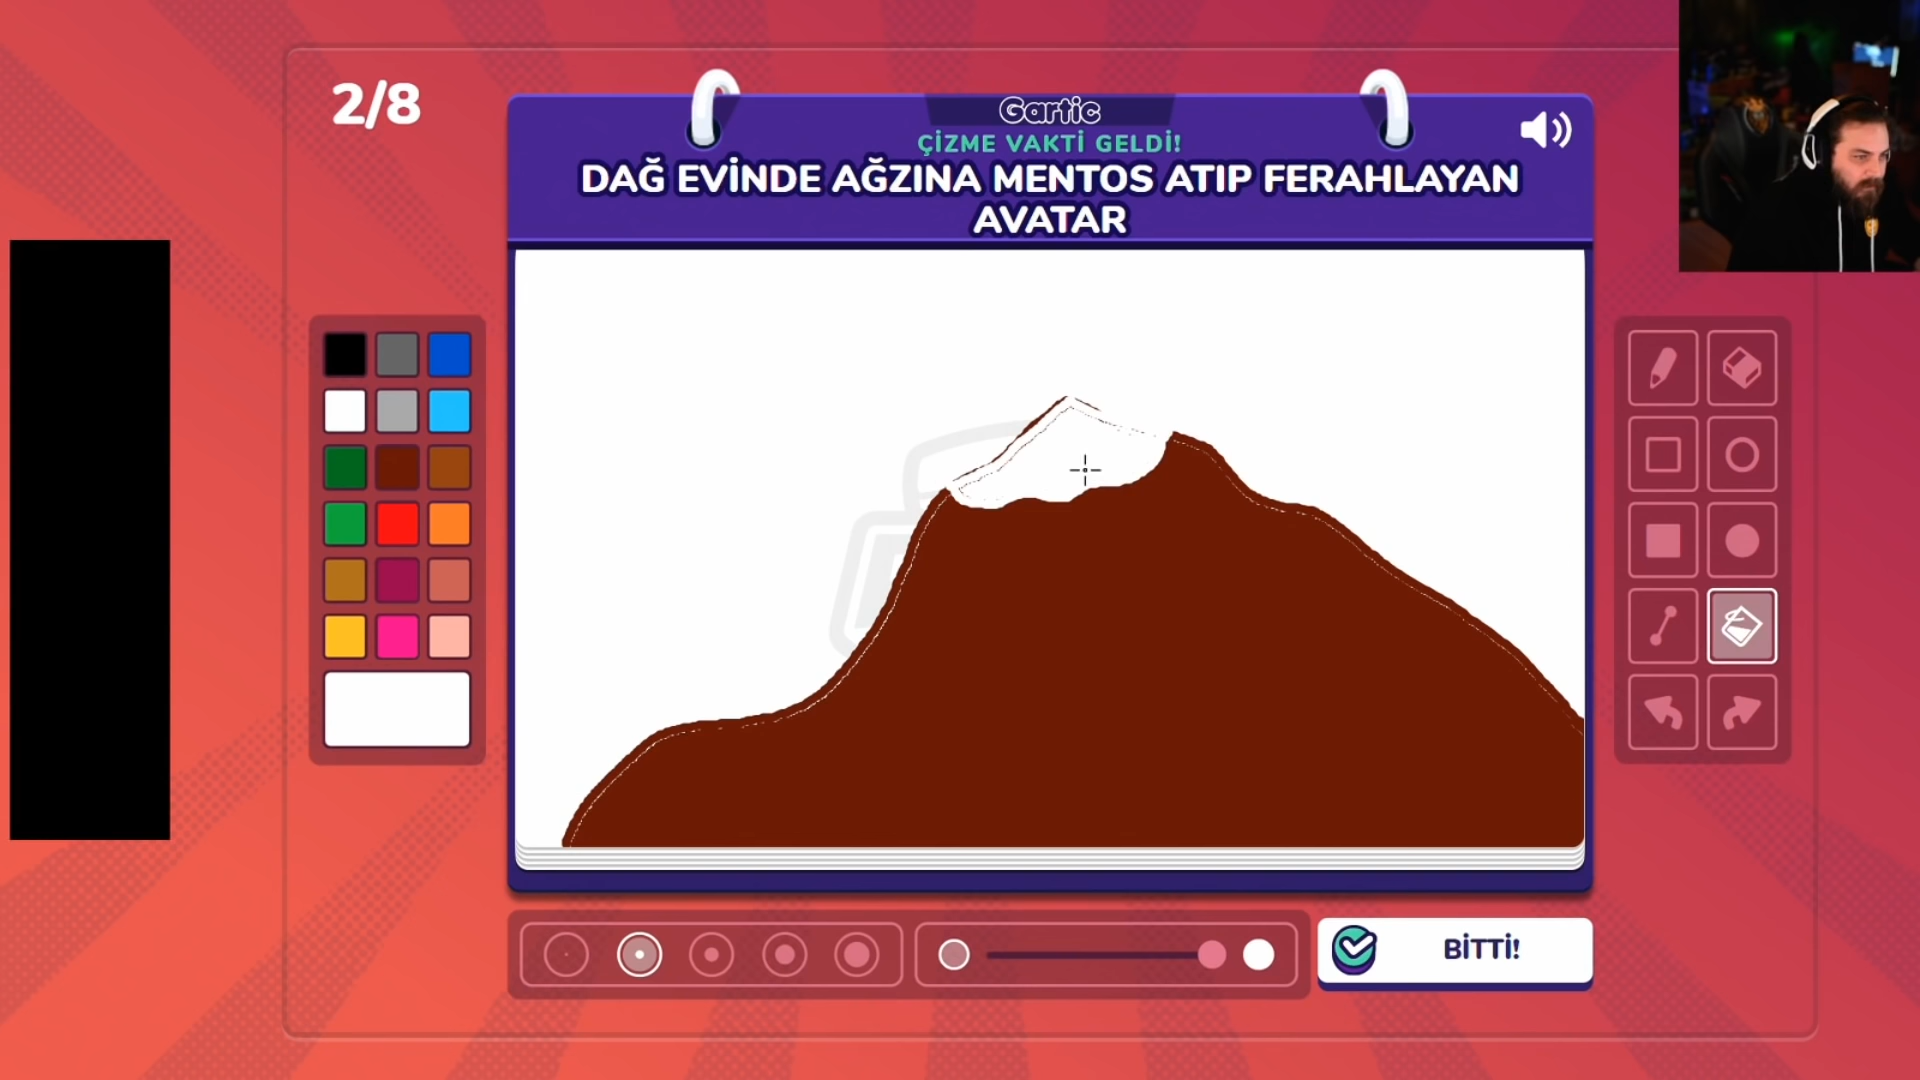 2/8
Gartic
ÇİZME VAKTİ GELDİ!
DAĞ EVİNDE AĞZINA MENTOS ATIP FERAHLAYAN
AVATAR
BİTTİ!